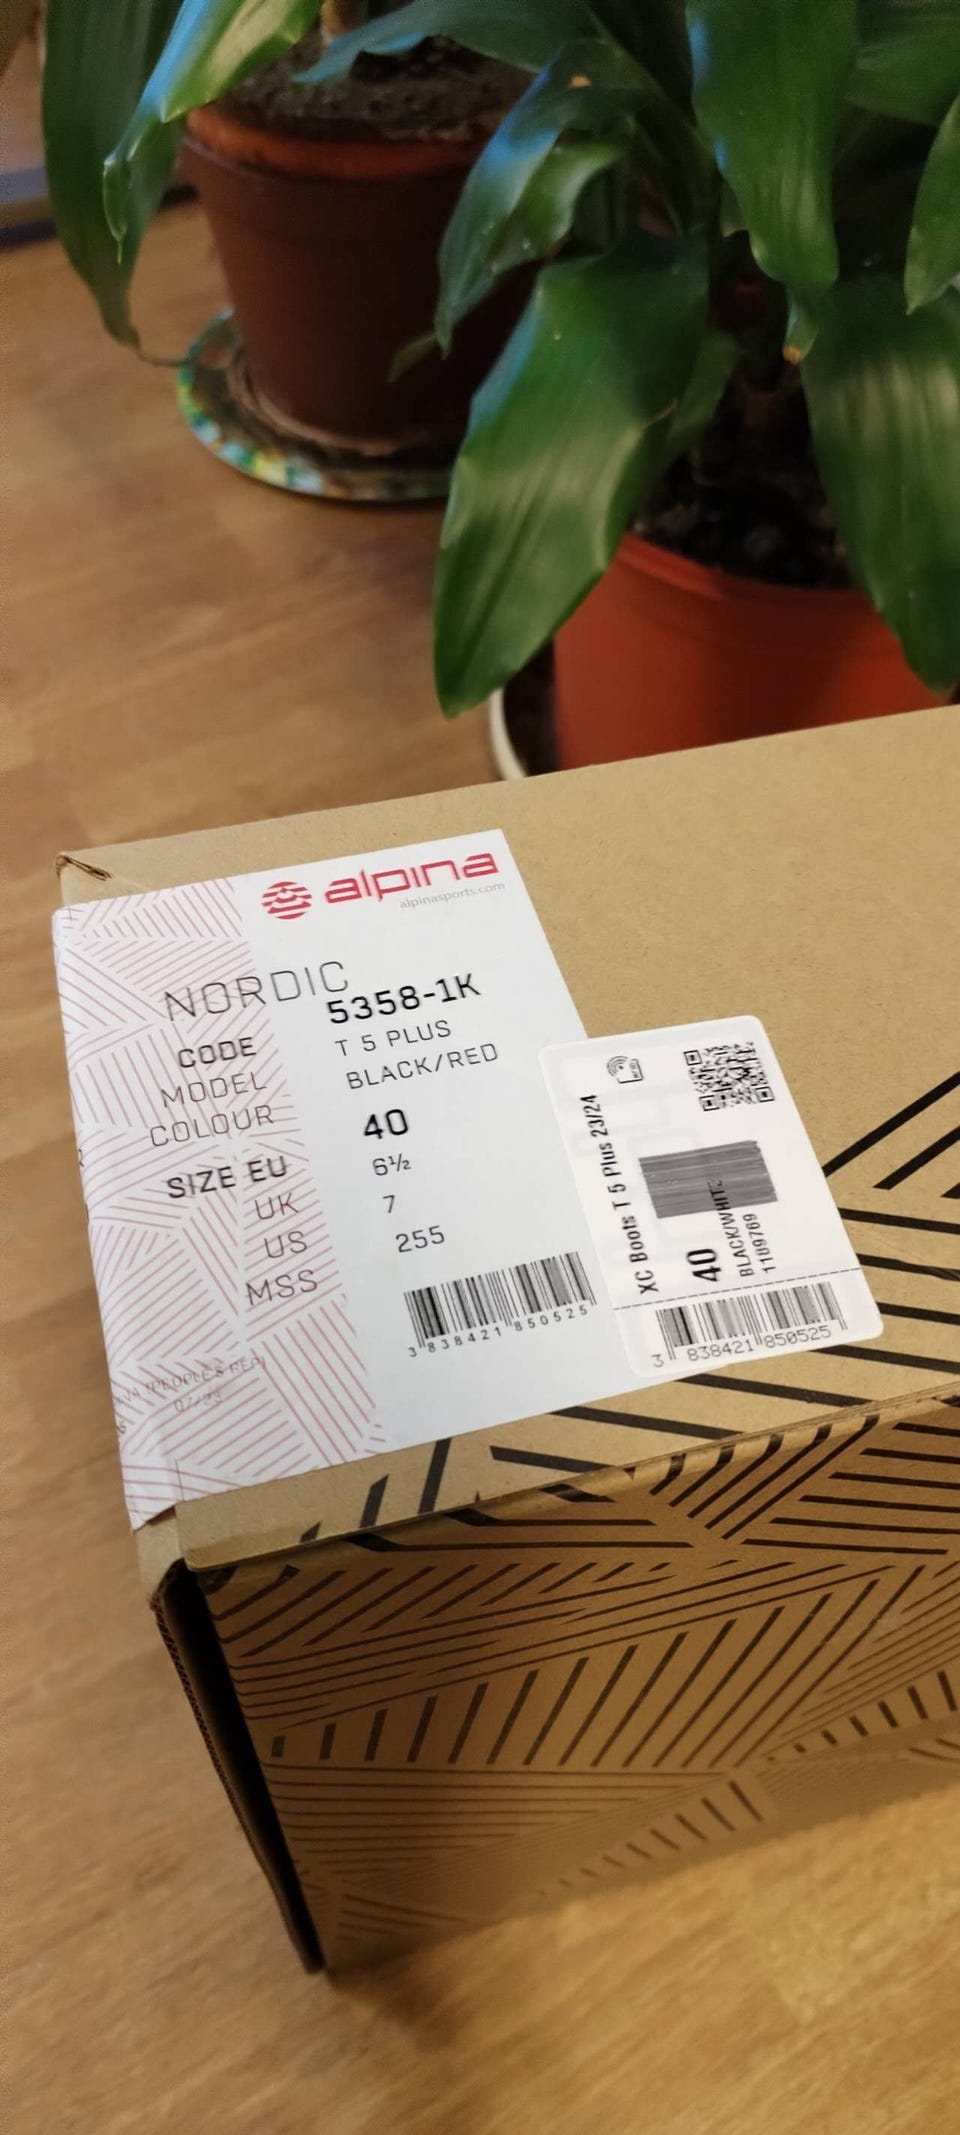 alpina
alpinasports.com
NORDIC
CODE 5358-1K
MODEL T 5 PLUS
COLOUR BLACK/RED
SIZE EU 40
UK 6½
US 7
MSS 255
3 838421 850525
07/23
XC Boots T 5 Plus 23/24
40
BLACK/WHITE
1189769
3 838421 850525